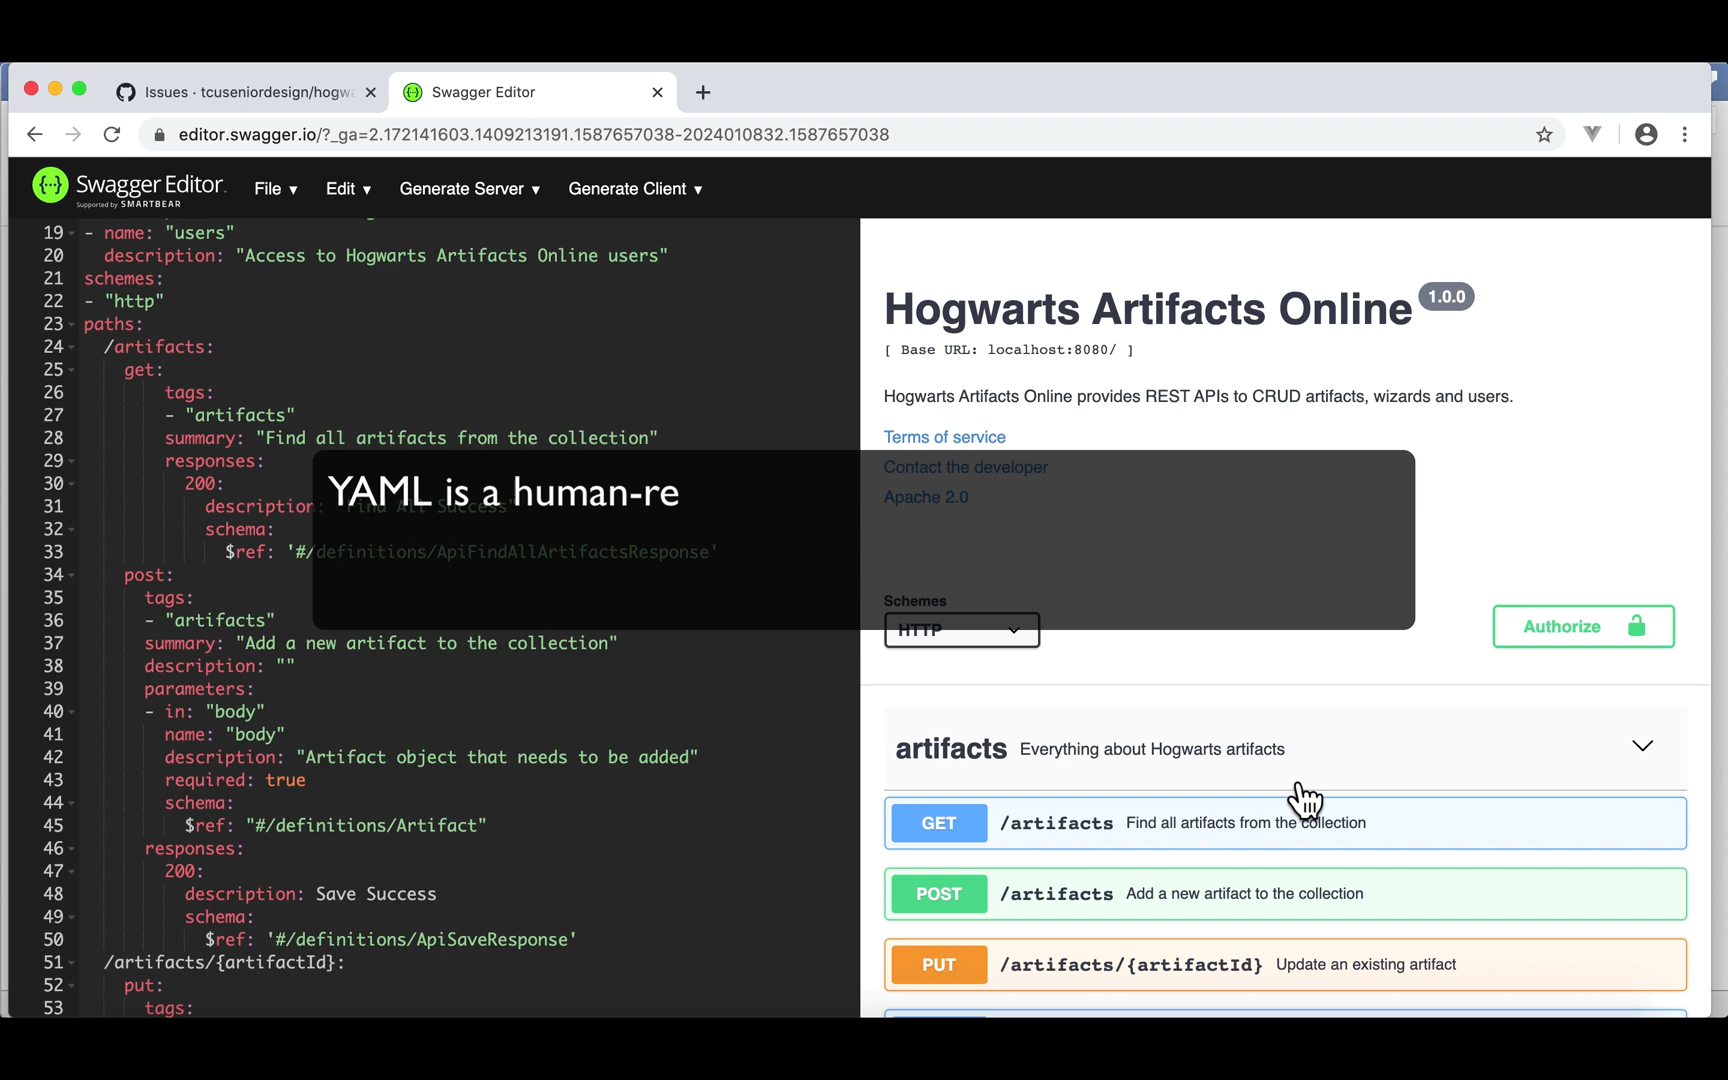 Issues · tcuseniordesign/hogwa
Swagger Editor
editor.swagger.io/?_ga=2.172141603.1409213191.1587657038-2024010832.1587657038
Swagger Editor
Supported by SMARTBEAR
File ▾
Edit ▾
Generate Server ▾
Generate Client ▾
19 - name: "users"
20 description: "Access to Hogwarts Artifacts Online users"
21 schemes:
22 - "http"
23 paths:
24 /artifacts:
25 get:
26 tags:
27 - "artifacts"
28 summary: "Find all artifacts from the collection"
29 responses:
30 200:
31 description: "Find All Success"
32 schema:
33 $ref: '#/definitions/ApiFindAllArtifactsResponse'
34 post:
35 tags:
36 - "artifacts"
37 summary: "Add a new artifact to the collection"
38 description: ""
39 parameters:
40 - in: "body"
41 name: "body"
42 description: "Artifact object that needs to be added"
43 required: true
44 schema:
45 $ref: "#/definitions/Artifact"
46 responses:
47 200:
48 description: Save Success
49 schema:
50 $ref: '#/definitions/ApiSaveResponse'
51 /artifacts/{artifactId}:
52 put:
53 tags:
YAML is a human-re
Hogwarts Artifacts Online 1.0.0
[ Base URL: localhost:8080/ ]
Hogwarts Artifacts Online provides REST APIs to CRUD artifacts, wizards and users.
Terms of service
Contact the developer
Apache 2.0
Schemes
HTTP
Authorize
artifacts Everything about Hogwarts artifacts
GET /artifacts Find all artifacts from the collection
POST /artifacts Add a new artifact to the collection
PUT /artifacts/{artifactId} Update an existing artifact